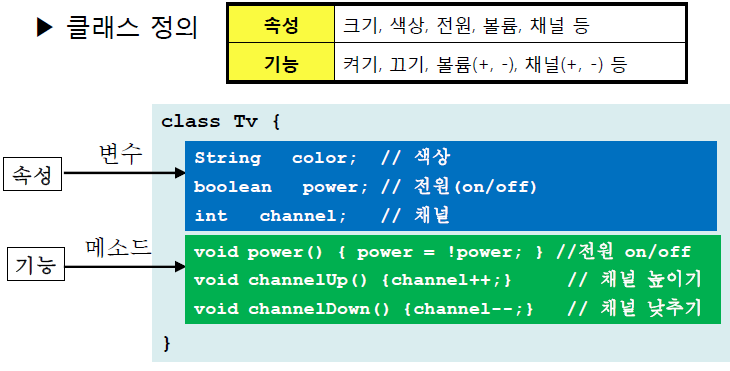 ▶ 클래스 정의
속성 크기, 색상, 전원, 볼륨, 채널 등
기능 켜기, 끄기, 볼륨(+, -), 채널(+, -) 등
class Tv {
속성
변수
String color; // 색상
boolean power; // 전원(on/off)
int channel; // 채널
기능
메소드
void power() { power = !power; } //전원 on/off
void channelUp() {channel++;} // 채널 높이기
void channelDown() {channel--;} // 채널 낮추기
}